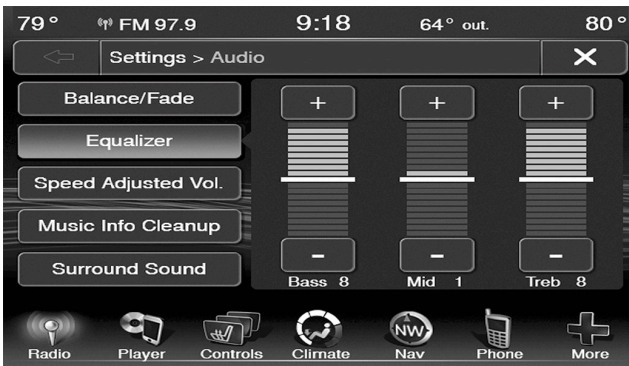 79° FM 97.9 9:18 64° out. 80°
Settings > Audio
Balance/Fade
Equalizer
Speed Adjusted Vol.
Music Info Cleanup
Surround Sound
+ + +
- - -
Bass 8 Mid 1 Treb 8
NW
Radio Player Controls Climate Nav Phone More